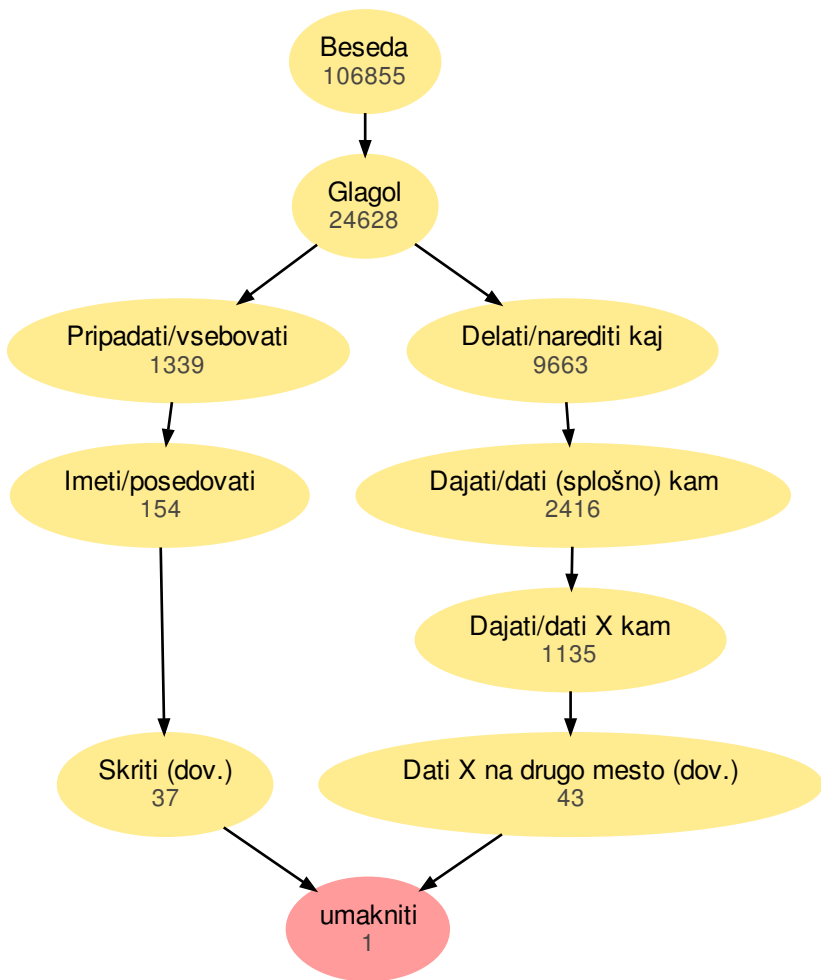 Beseda
106855
Glagol
24628
Pripadati/vsebovati
1339
Delati/narediti kaj
9663
Imeti/posedovati
154
Dajati/dati (splošno) kam
2416
Dajati/dati X kam
1135
Skriti (dov.)
37
Dati X na drugo mesto (dov.)
43
umakniti
1